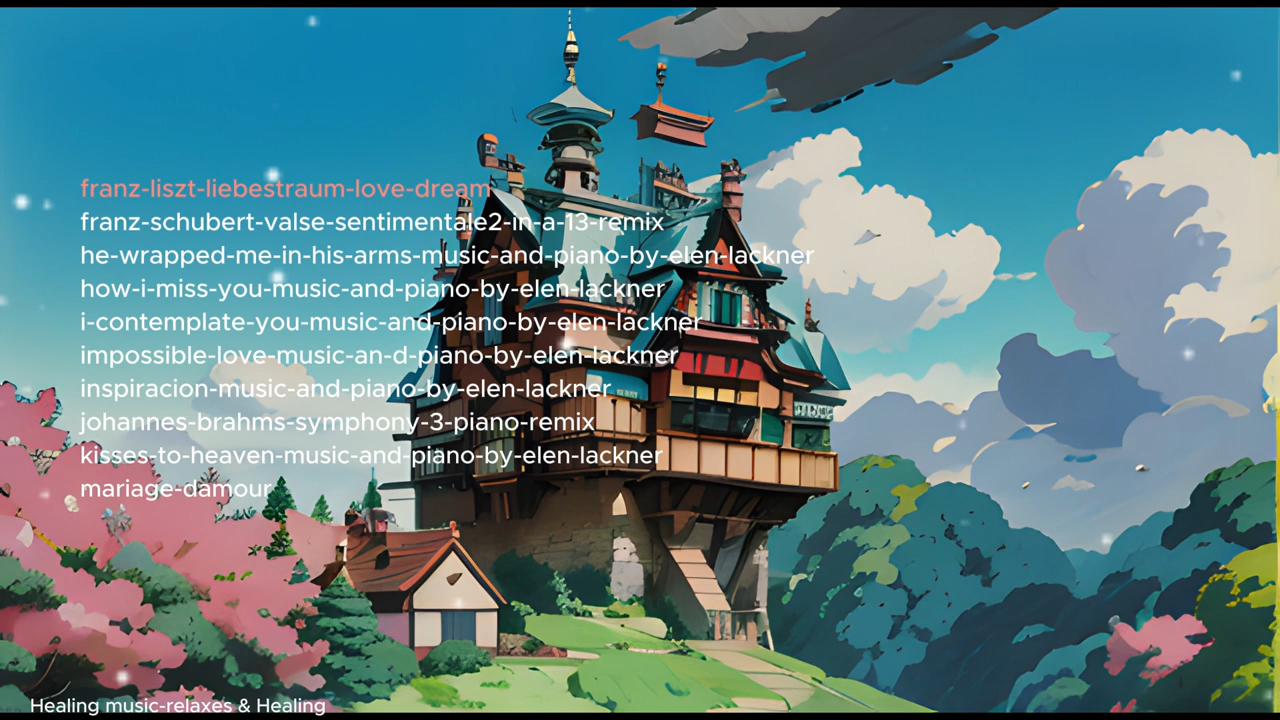 franz-liszt-liebestraum-love-dream
franz-schubert-valse-sentimentale2-in-a-13-remix
he-wrapped-me-in-his-arms-music-and-piano-by-elen-lackner
how-i-miss-you-music-and-piano-by-elen-lackner
i-contemplate-you-music-and-piano-by-elen-lackner
impossible-love-music-an-d-piano-by-elen-lackner
inspiracion-music-and-piano-by-elen-lackner
johannes-brahms-symphony-3-piano-remix
kisses-to-heaven-music-and-piano-by-elen-lackner
mariage-damour
Healing music-relaxes & Healing